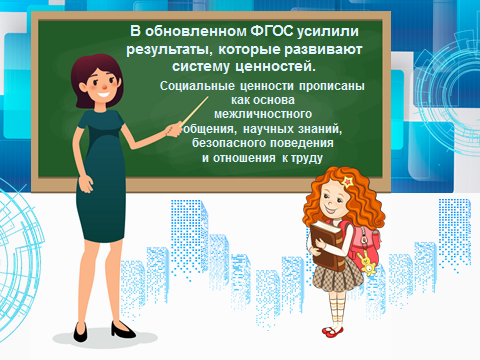 В обновленном ФГОС усилили
результаты, которые развивают
систему ценностей.
Социальные ценности прописаны
как основа
межличностного
общения, научных знаний,
безопасного поведения
и отношения к труду